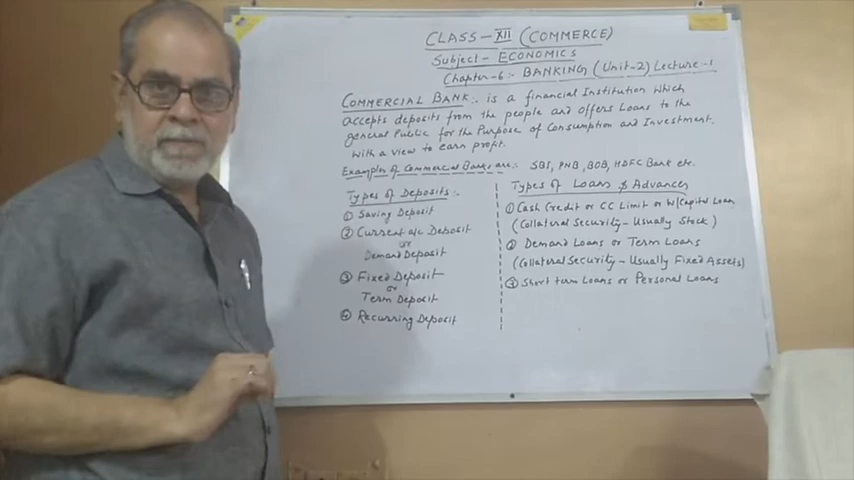 CLASS - XII (COMMERCE)
Subject - ECONOMICS
Chapter-6:- BANKING (Unit-2) Lecture:-1
COMMERCIAL BANK:- is a financial Institution which
accepts deposits from the people and offers Loans to the
general Public for the Purpose of Consumption and Investment.
with a view to earn profit.
Examples of Commercial Banks are:- SBI, PNB, BOB, HDFC Bank etc.
Types of Deposits:-
① Saving Deposit
② Current a/c Deposit
or
Demand Deposit
③ Fixed Deposit
or
Term Deposit
④ Recurring Deposit
Types of Loans & Advances
① Cash Credit or CC Limit or W/Capital Loan
(Collateral Security - Usually Stock)
② Demand Loans or Term Loans
(Collateral Security - Usually Fixed Assets)
③ Short term Loans or Personal Loans